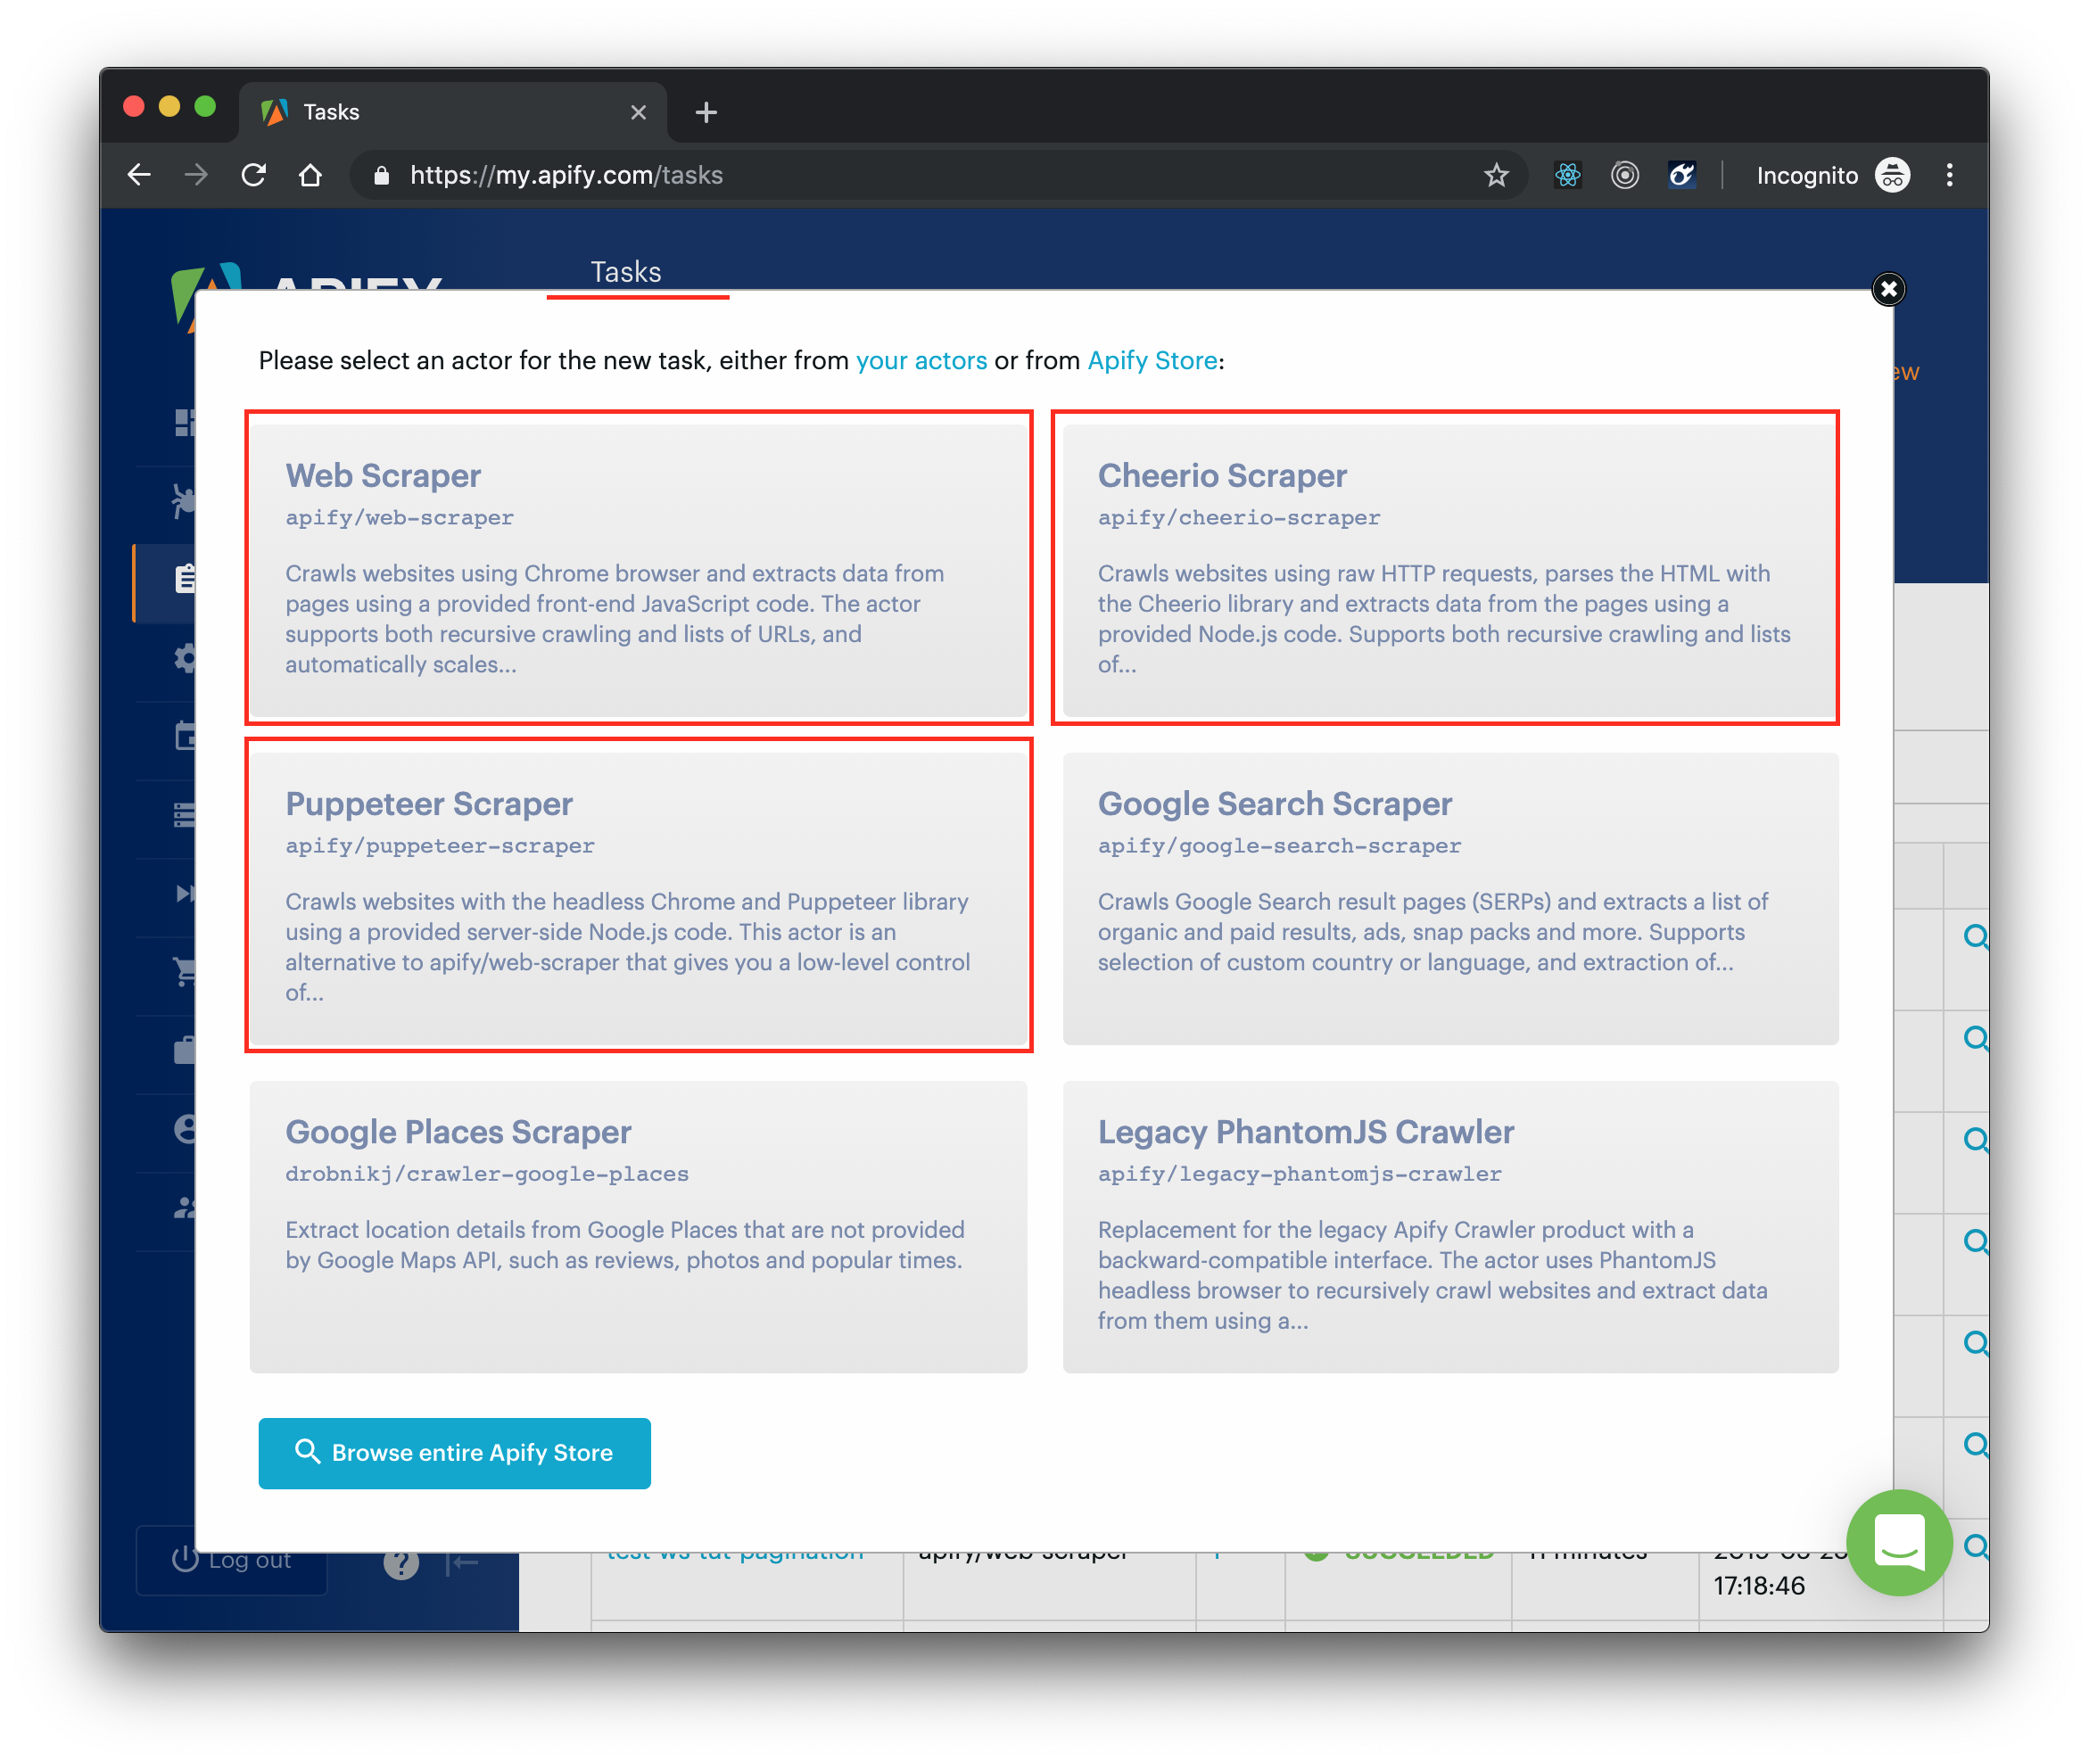 Tasks
https://my.apify.com/tasks
Incognito
APIFY
Tasks
Please select an actor for the new task, either from your actors or from Apify Store:
Web Scraper
apify/web-scraper
Crawls websites using Chrome browser and extracts data from
pages using a provided front-end JavaScript code. The actor
supports both recursive crawling and lists of URLs, and
automatically scales...
Cheerio Scraper
apify/cheerio-scraper
Crawls websites using raw HTTP requests, parses the HTML with
the Cheerio library and extracts data from the pages using a
provided Node.js code. Supports both recursive crawling and lists
of...
Puppeteer Scraper
apify/puppeteer-scraper
Crawls websites with the headless Chrome and Puppeteer library
using a provided server-side Node.js code. This actor is an
alternative to apify/web-scraper that gives you a low-level control
of...
Google Search Scraper
apify/google-search-scraper
Crawls Google Search result pages (SERPs) and extracts a list of
organic and paid results, ads, snap packs and more. Supports
selection of custom country or language, and extraction of...
Google Places Scraper
drobnikj/crawler-google-places
Extract location details from Google Places that are not provided
by Google Maps API, such as reviews, photos and popular times.
Legacy PhantomJS Crawler
apify/legacy-phantomjs-crawler
Replacement for the legacy Apify Crawler product with a
backward-compatible interface. The actor uses PhantomJS
headless browser to recursively crawl websites and extract data
from them using a...
Browse entire Apify Store
Log out
test-ws-tut-pagination apify/web-scraper SUCCEEDED 11 minutes
17:18:46